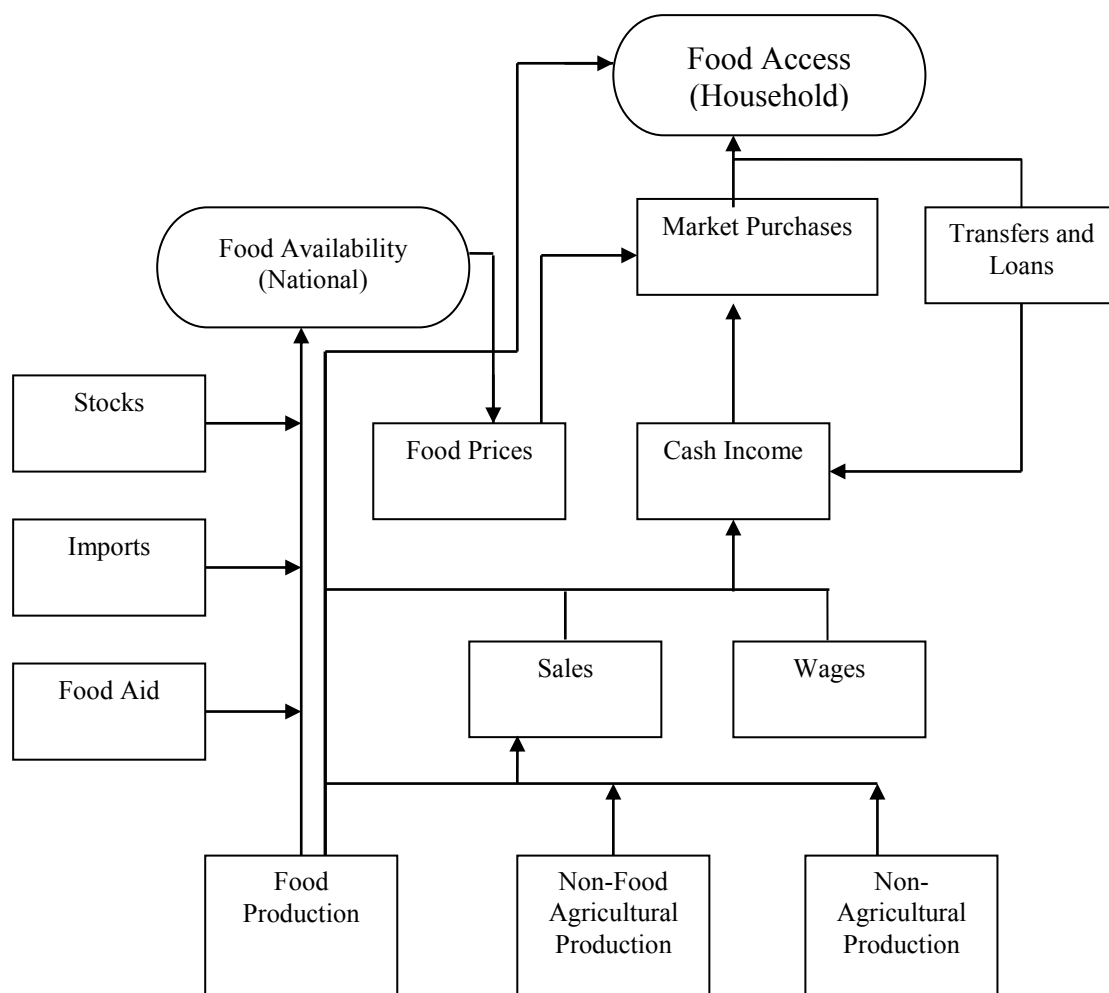 Food Access
(Household)
Market Purchases
Transfers and
Loans
Food Availability
(National)
Stocks
Food Prices
Cash Income
Imports
Sales
Wages
Food Aid
Food
Production
Non-Food
Agricultural
Production
Non-
Agricultural
Production